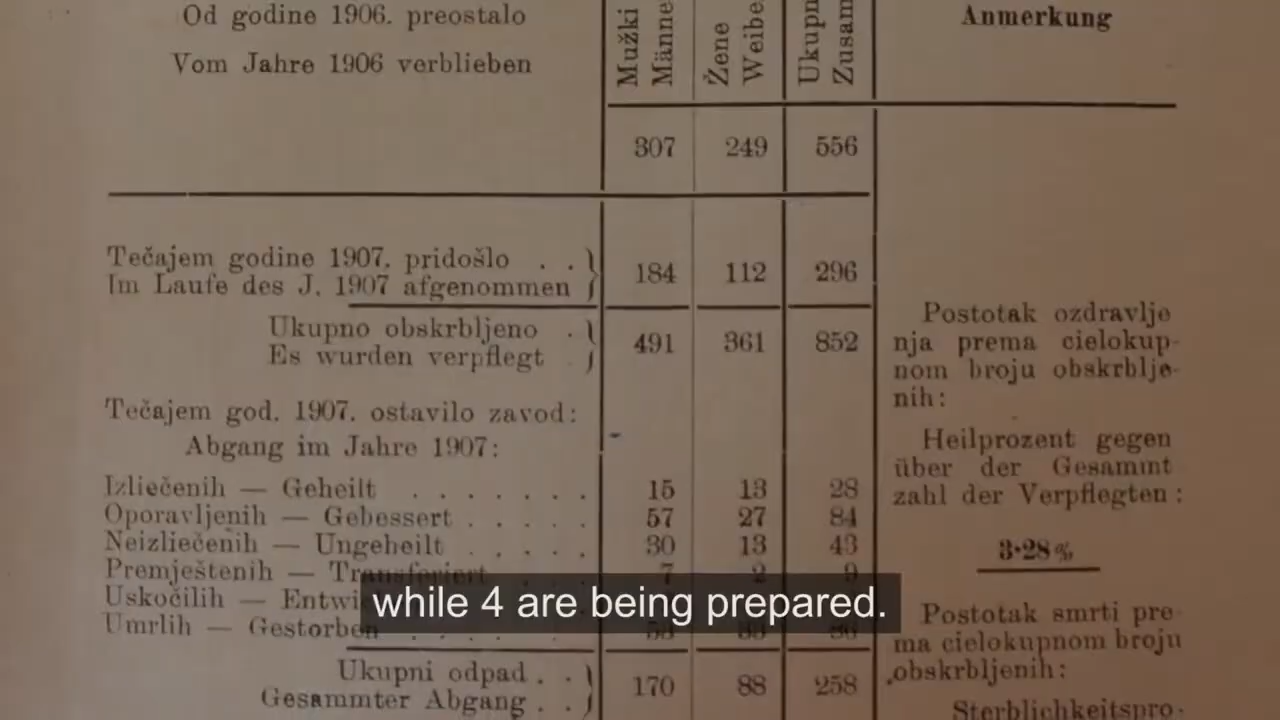 Od godine 1906. preostalo
Vom Jahre 1906 verblieben
Mužki
Männe
Žene
Weibe
Ukupn
Zusam
Anmerkung
307 249 556
Tečajem godine 1907. pridošlo . .
Im Laufe des J. 1907 afgenommen
184 112 296
Ukupno obskrbljeno .
Es wurden verpflegt .
491 361 852
Tečajem god. 1907. ostavilo zavod:
Abgang im Jahre 1907:
Izliečenih — Geheilt . . . . . . . 15 13 28
Oporavljenih — Gebessert . . . . . 57 27 84
Neizliečenih — Ungeheilt . . . . . 30 13 43
Premještenih — Transferiert 7 2 9
Uskočilih —
Umrlih — Gestorben
Ukupni odpad . .
Gesammter Abgang . .
170 88 258
Postotak ozdravlje
nja prema cielokup-
nom broju obskrblje-
nih:
Heilprozent gegen
über der Gesammt
zahl der Verpflegten:
3·28%
Postotak smrti pre-
ma cielokupnom broju
obskrbljenih:
Sterblichkeitspro-
while 4 are being prepared.